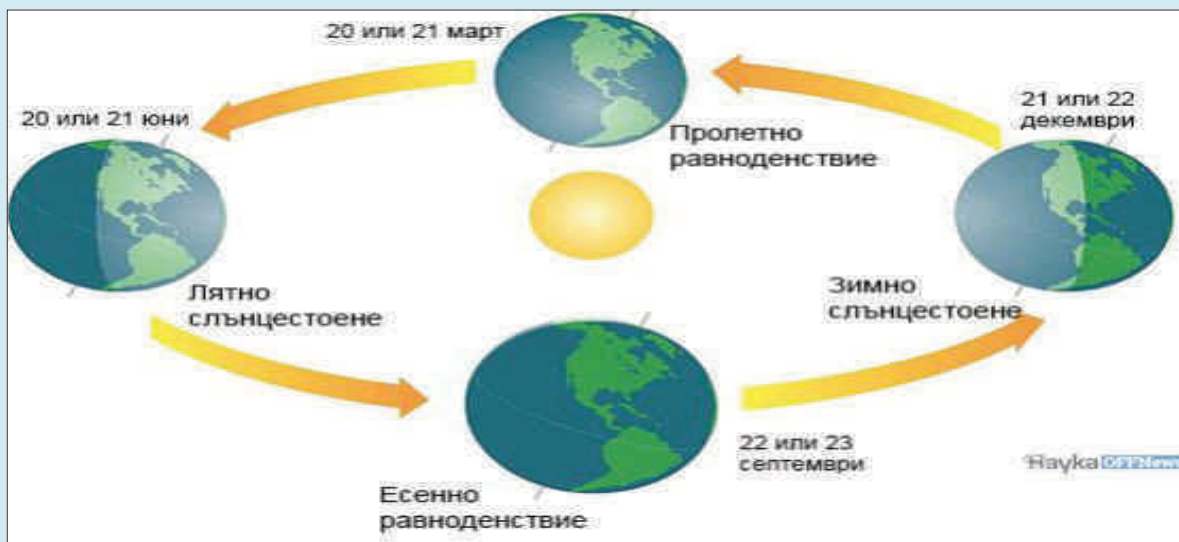 20 или 21 март
Пролетно
равноденствие
21 или 22
декември
20 или 21 юни
Лятно
слънцестоене
Зимно
слънцестоене
22 или 23
септември
Есенно
равноденствие
Наука OFFNews